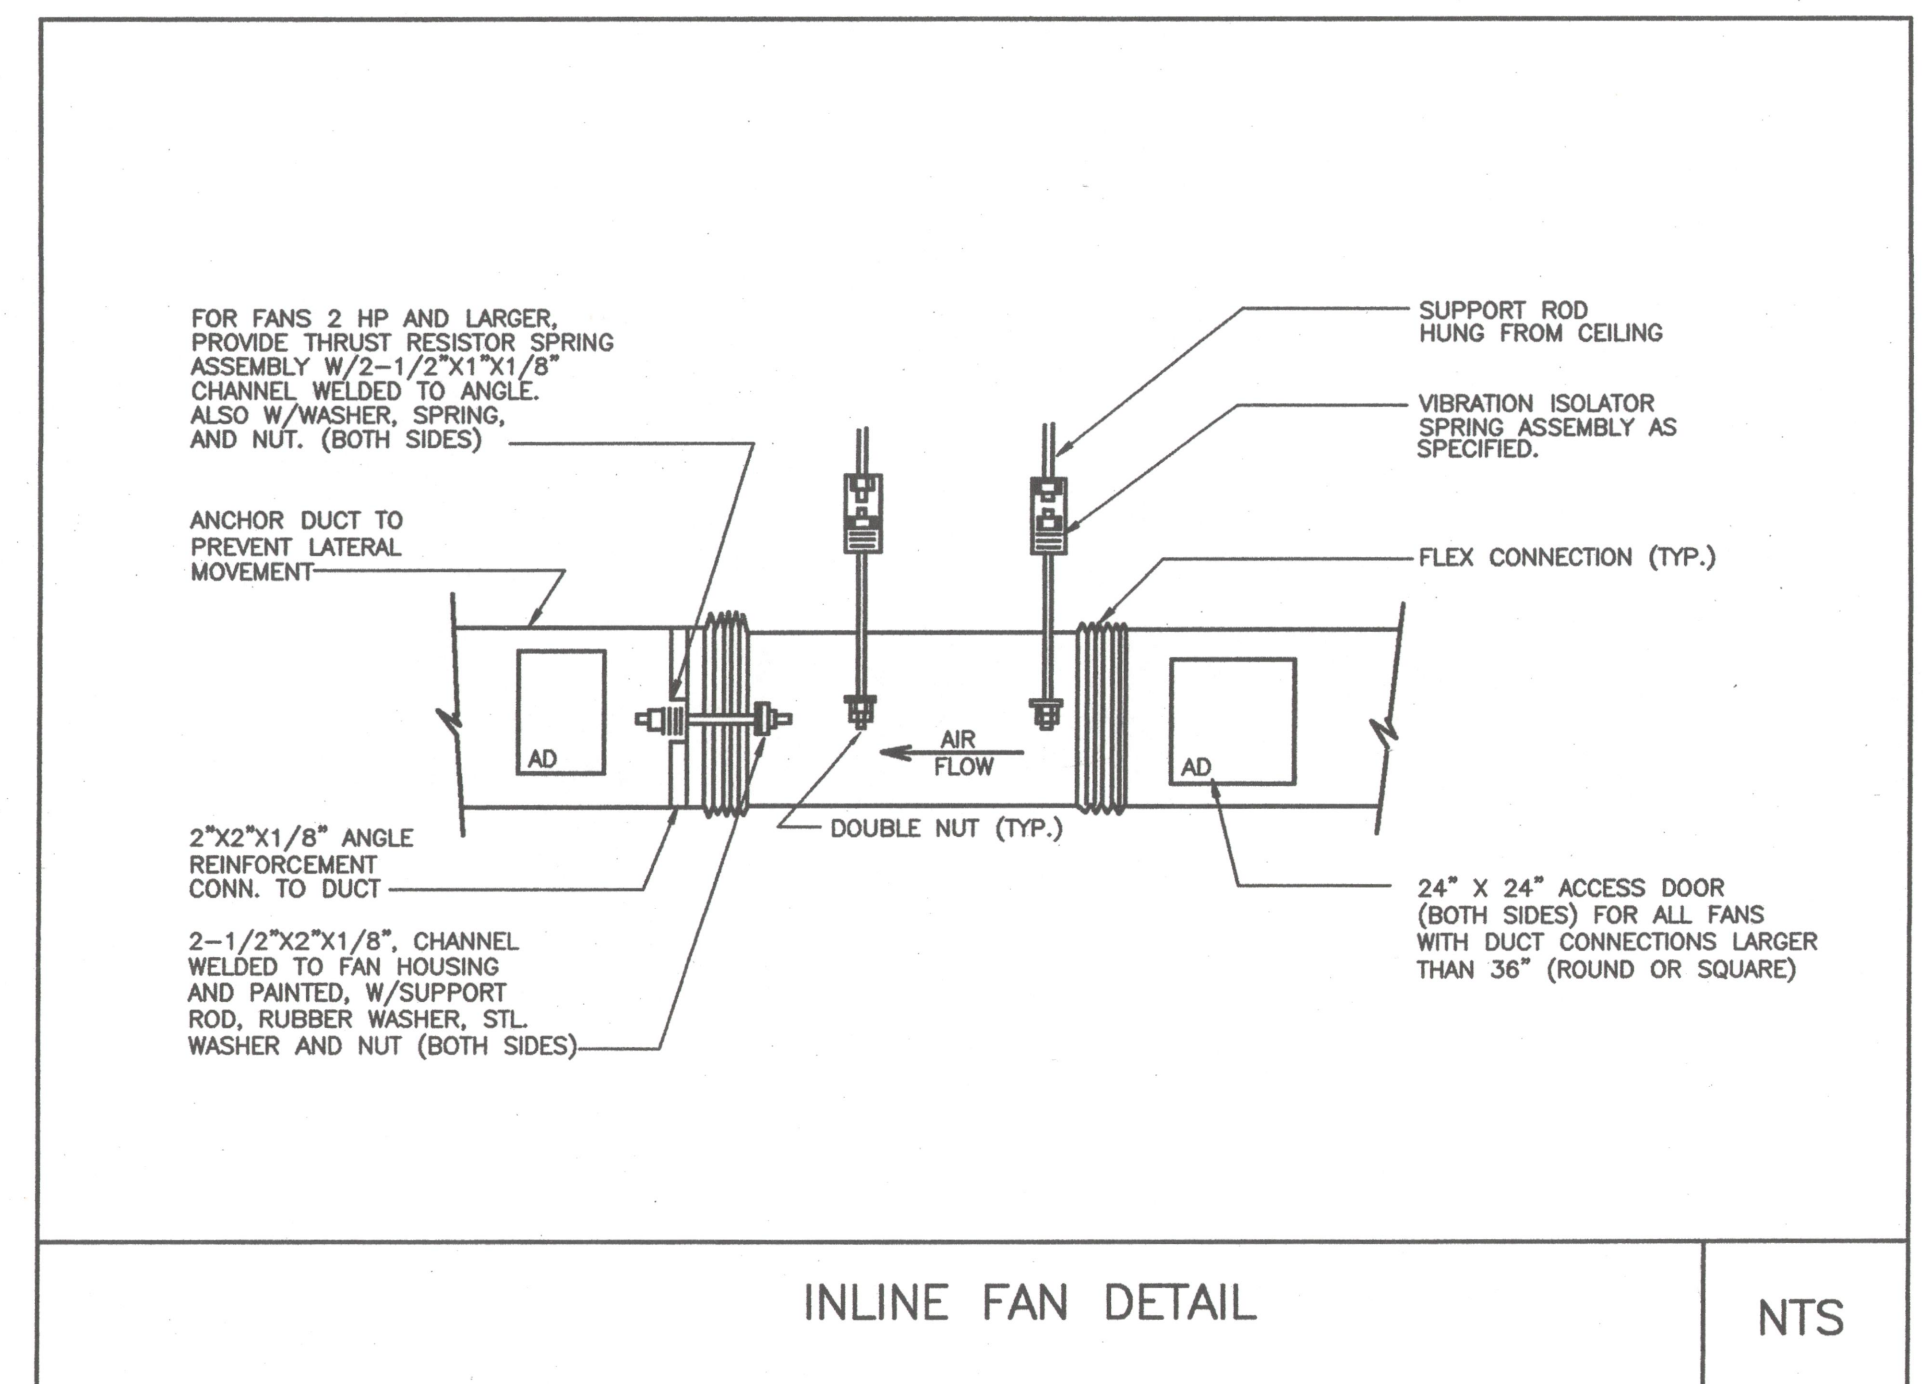 FOR FANS 2 HP AND LARGER,
PROVIDE THRUST RESISTOR SPRING
ASSEMBLY W/2-1/2"X1"X1/8"
CHANNEL WELDED TO ANGLE.
ALSO W/WASHER, SPRING,
AND NUT. (BOTH SIDES)
ANCHOR DUCT TO
PREVENT LATERAL
MOVEMENT
SUPPORT ROD
HUNG FROM CEILING
VIBRATION ISOLATOR
SPRING ASSEMBLY AS
SPECIFIED.
FLEX CONNECTION (TYP.)
AD
AIR
FLOW
AD
DOUBLE NUT (TYP.)
2"X2"X1/8" ANGLE
REINFORCEMENT
CONN. TO DUCT
2-1/2"X2"X1/8", CHANNEL
WELDED TO FAN HOUSING
AND PAINTED, W/SUPPORT
ROD, RUBBER WASHER, STL.
WASHER AND NUT (BOTH SIDES)
24" X 24" ACCESS DOOR
(BOTH SIDES) FOR ALL FANS
WITH DUCT CONNECTIONS LARGER
THAN 36" (ROUND OR SQUARE)
INLINE FAN DETAIL
NTS